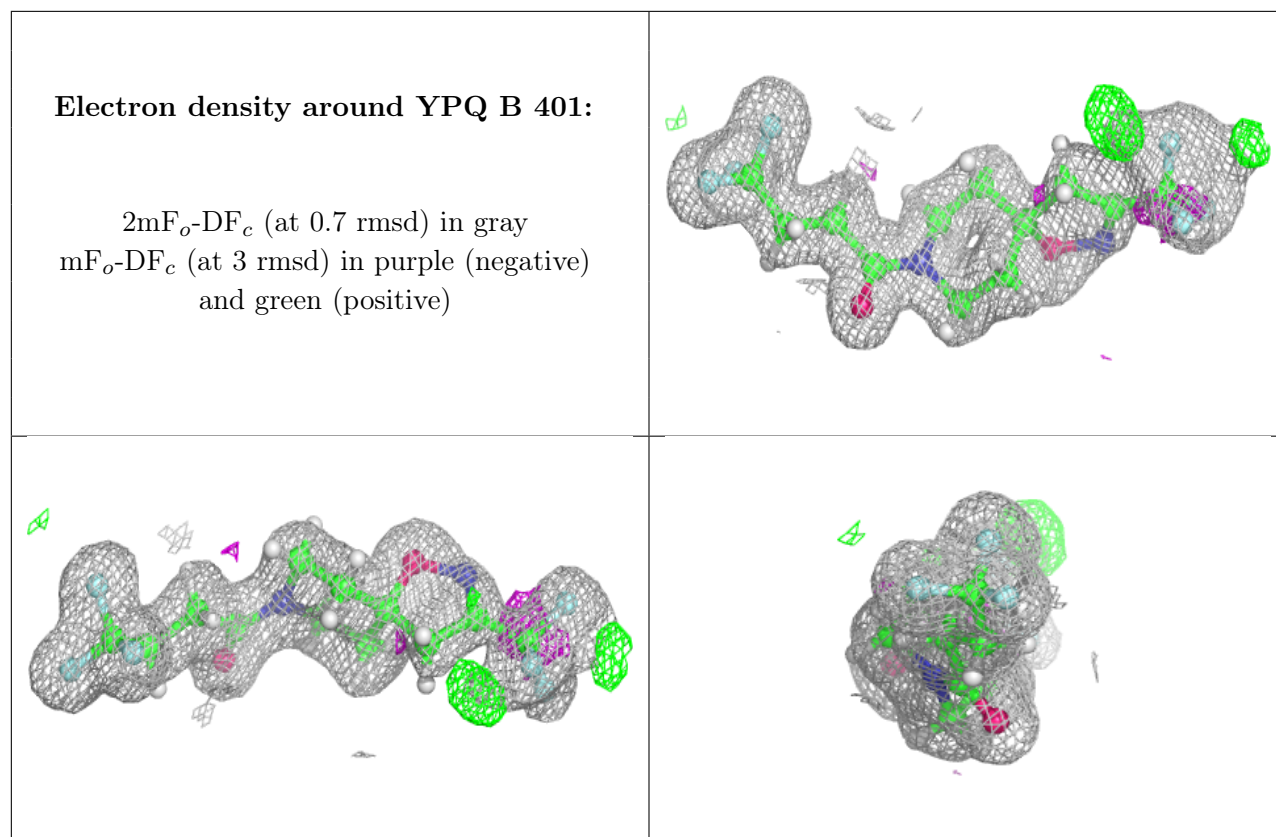 Electron density around YPQ B 401:
2mFo-DFc (at 0.7 rmsd) in gray
mFo-DFc (at 3 rmsd) in purple (negative)
and green (positive)